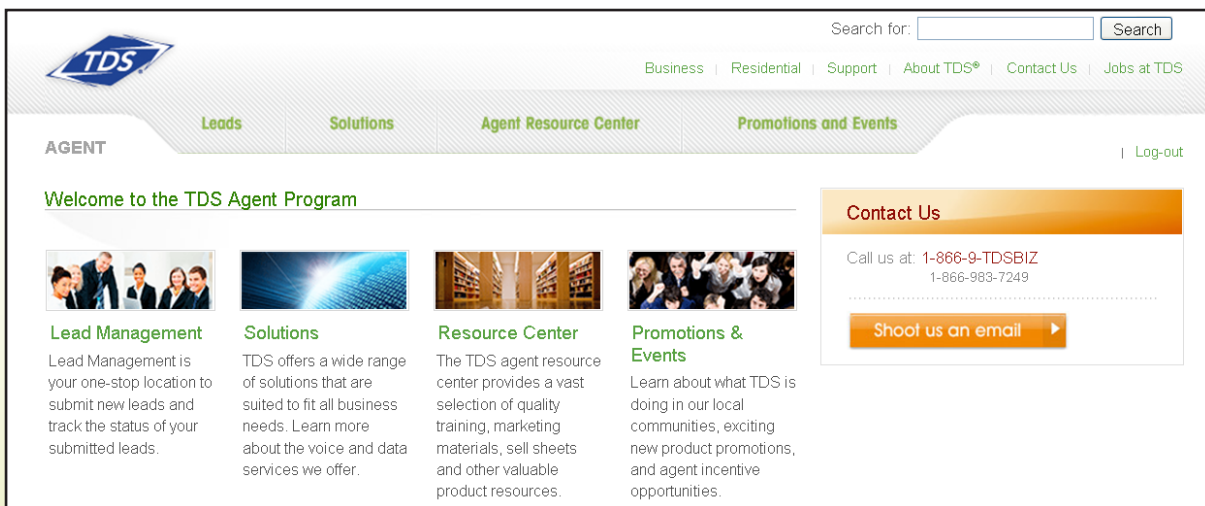 Search for: Search
TDS®
Business | Residential | Support | About TDS® | Contact Us | Jobs at TDS
Leads Solutions Agent Resource Center Promotions and Events
AGENT
| Log-out
Welcome to the TDS Agent Program
Lead Management
Lead Management is
your one-stop location to
submit new leads and
track the status of your
submitted leads.
Solutions
TDS offers a wide range
of solutions that are
suited to fit all business
needs. Learn more
about the voice and data
services we offer.
Resource Center
The TDS agent resource
center provides a vast
selection of quality
training, marketing
materials, sell sheets
and other valuable
product resources.
Promotions &
Events
Learn about what TDS is
doing in our local
communities, exciting
new product promotions,
and agent incentive
opportunities.
Contact Us
Call us at: 1-866-9-TDSBIZ
1-866-983-7249
Shoot us an email